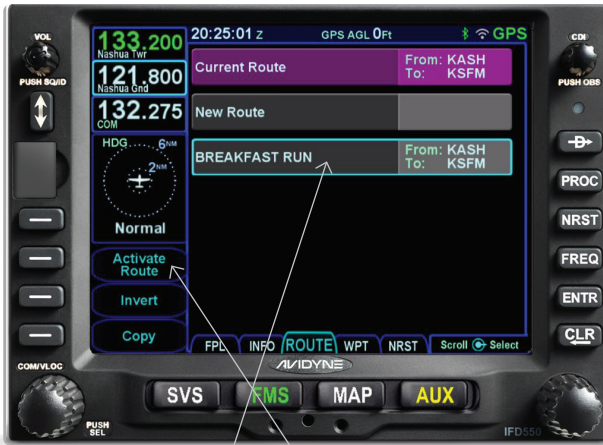 VOL
PUSH SQ/ID
133.200
Nashua Twr
121.800
Nashua Gnd
132.275
COM
HDG
6NM
2NM
Normal
Activate
Route
Invert
Copy
20:25:01 Z
GPS AGL 0Ft
GPS
Current Route
From: KASH
To: KSFM
New Route
BREAKFAST RUN
From: KASH
To: KSFM
FPL
INFO
ROUTE
WPT
NRST
Scroll
Select
CDI
PUSH OBS
D
PROC
NRST
FREQ
ENTR
CLR
AVIDYNE
COM/VLOC
PUSH
SEL
SVS
FMS
MAP
AUX
IFD550